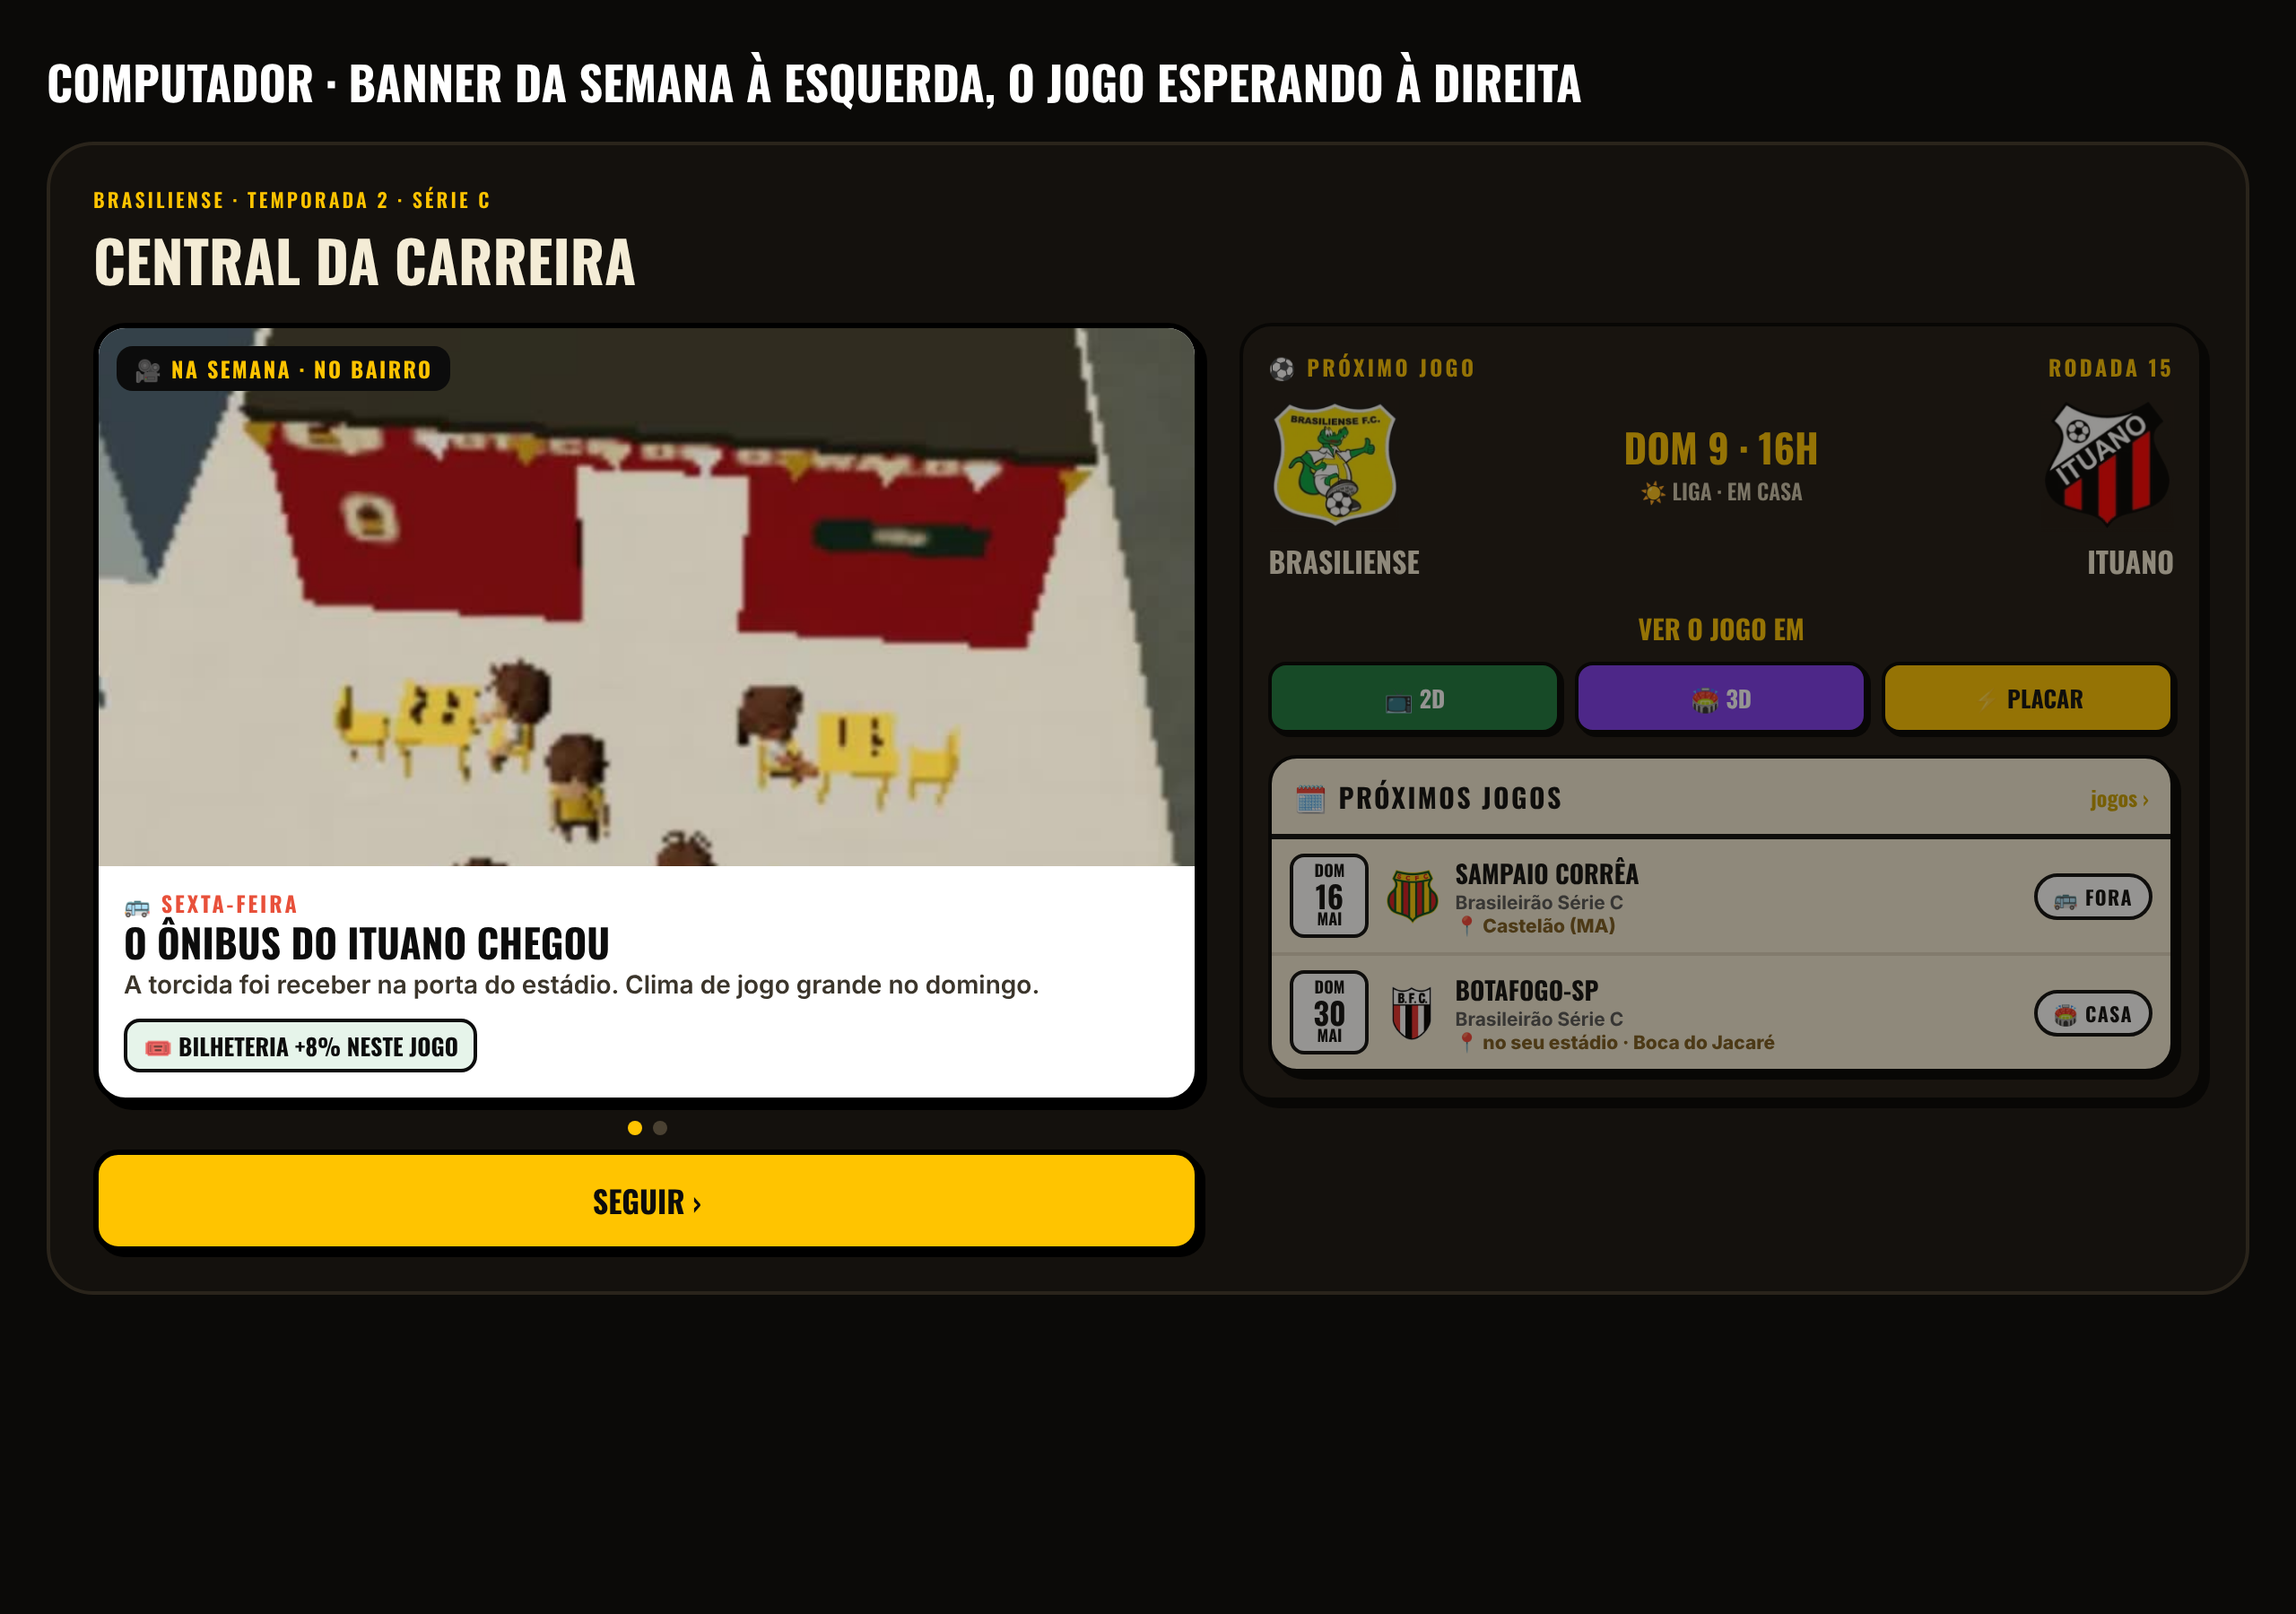 COMPUTADOR · BANNER DA SEMANA À ESQUERDA, O JOGO ESPERANDO À DIREITA
BRASILIENSE · TEMPORADA 2 · SÉRIE C
CENTRAL DA CARREIRA
NA SEMANA · NO BAIRRO
SEXTA-FEIRA
O ÔNIBUS DO ITUANO CHEGOU
A torcida foi receber na porta do estádio. Clima de jogo grande no domingo.
BILHETERIA +8% NESTE JOGO
SEGUIR ›
PRÓXIMO JOGO
RODADA 15
BRASILIENSE F.C.
DOM 9 · 16H
LIGA · EM CASA
ITUANO
BRASILIENSE
ITUANO
VER O JOGO EM
2D
3D
PLACAR
PRÓXIMOS JOGOS
jogos ›
DOM
16
MAI
SAMPAIO CORRÊA
Brasileirão Série C
Castelão (MA)
FORA
DOM
30
MAI
B.F.C.
BOTAFOGO-SP
Brasileirão Série C
no seu estádio · Boca do Jacaré
CASA